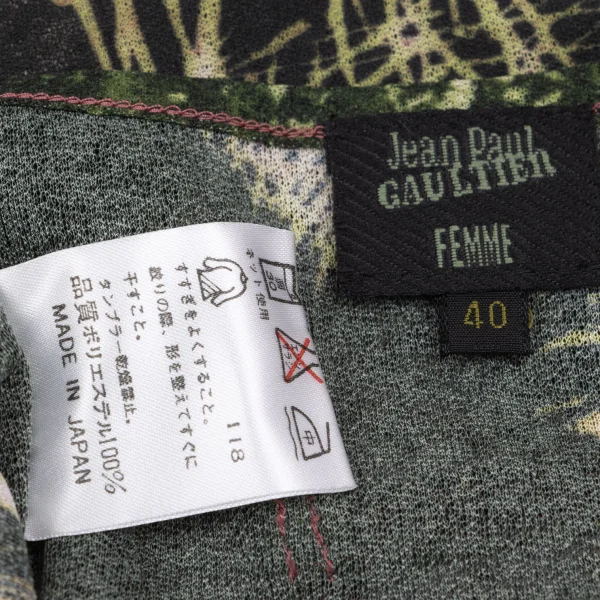 Jean Paul
GAULTIER
FEMME
40
弱
40
ネット使用
118
すすぎをよくすること。
絞りの際、形を整えてすぐに
干すこと。
タンブラー乾燥禁止。
品質ポリエステル100%
MADE IN JAPAN
中